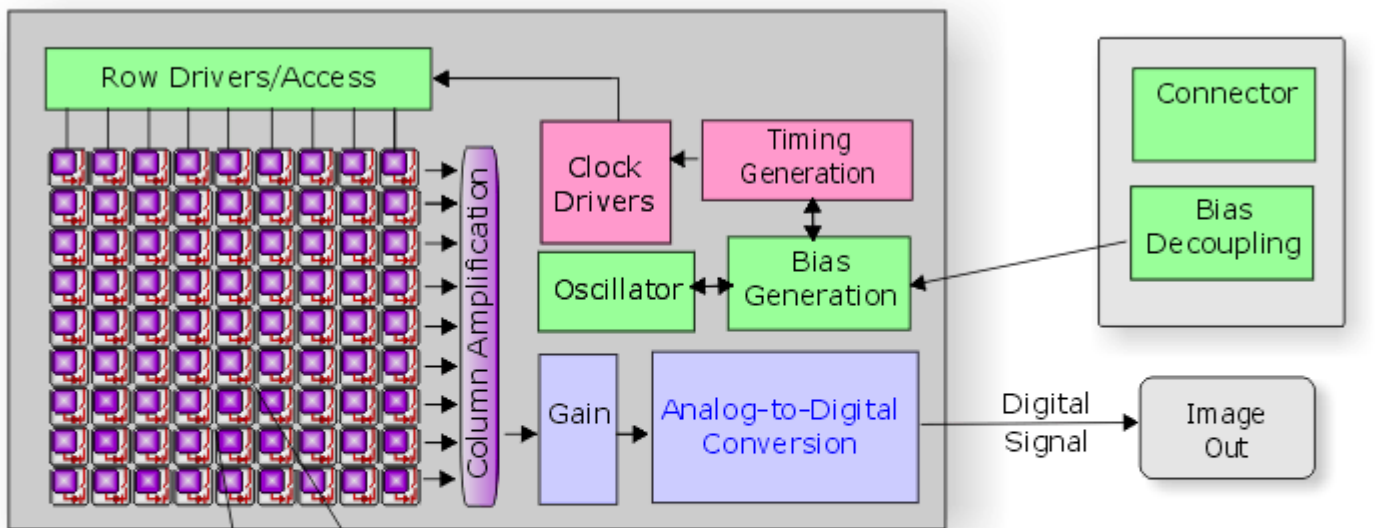 Row Drivers/Access
Clock
Drivers
Timing
Generation
Connector
Bias
Decoupling
Oscillator
Bias
Generation
Column Amplification
Gain
Analog-to-Digital
Conversion
Digital
Signal
Image
Out